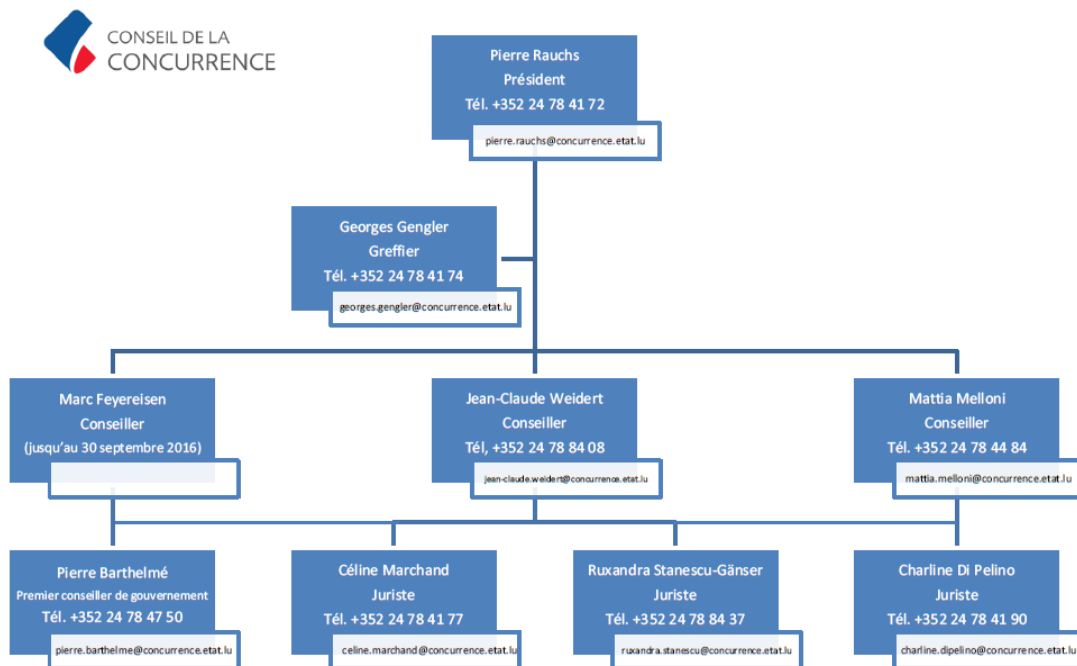 CONSEIL DE LA
CONCURRENCE
Pierre Rauchs
Président
Tél. +352 24 78 41 72
pierre.rauchs@concurrence.etat.lu
Georges Gengler
Greffier
Tél. +352 24 78 41 74
georges.gengler@concurrence.etat.lu
Marc Feyereisen
Conseiller
(jusqu'au 30 septembre 2016)
Jean-Claude Weidert
Conseiller
Tél, +352 24 78 84 08
jean-claude.weidert@concurrence.etat.lu
Mattia Melloni
Conseiller
Tél. +352 24 78 44 84
mattia.melloni@concurrence.etat.lu
Pierre Barthelmé
Premier conseiller de gouvernement
Tél. +352 24 78 47 50
pierre.barthelme@concurrence.etat.lu
Céline Marchand
Juriste
Tél. +352 24 78 41 77
celine.marchand@concurrence.etat.lu
Ruxandra Stanescu-Gänser
Juriste
Tél. +352 24 78 84 37
ruxandra.stanescu@concurrence.etat.lu
Charline Di Pelino
Juriste
Tél. +352 24 78 41 90
charline.dipelino@concurrence.etat.lu